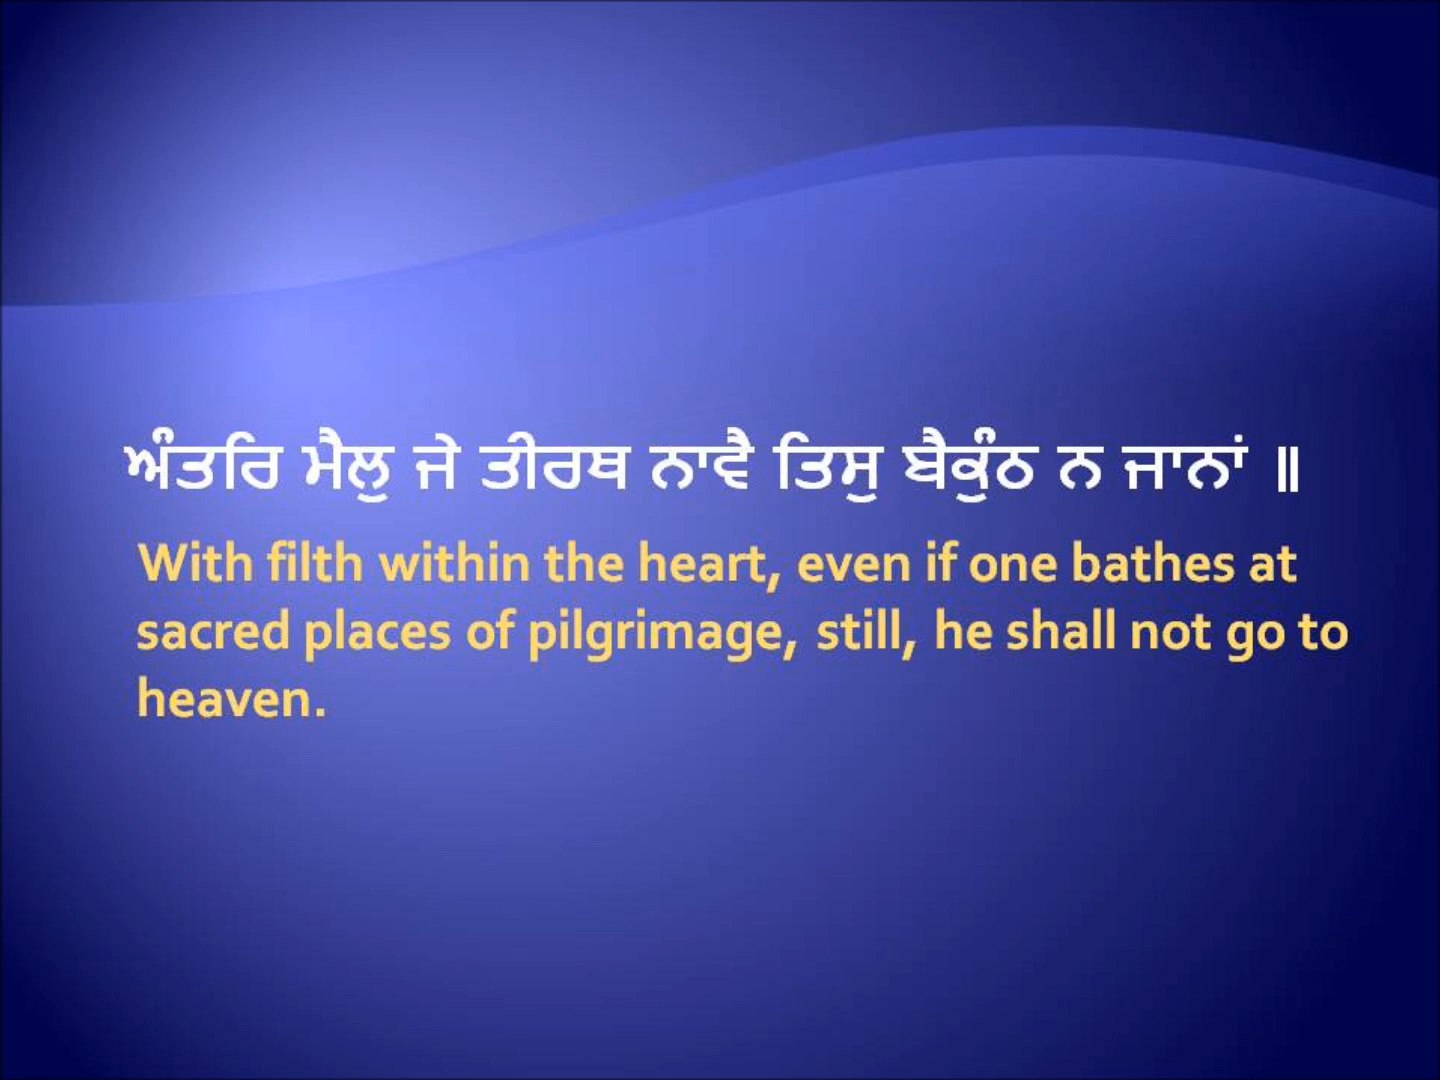 ਅੰਤਰਿ ਮੈਲੁ ਜੇ ਤੀਰਥ ਨਾਵੈ ਤਿਸੁ ਬੈਕੁੰਠ ਨ ਜਾਨਾਂ ॥
With filth within the heart, even if one bathes at
sacred places of pilgrimage, still, he shall not go to
heaven.